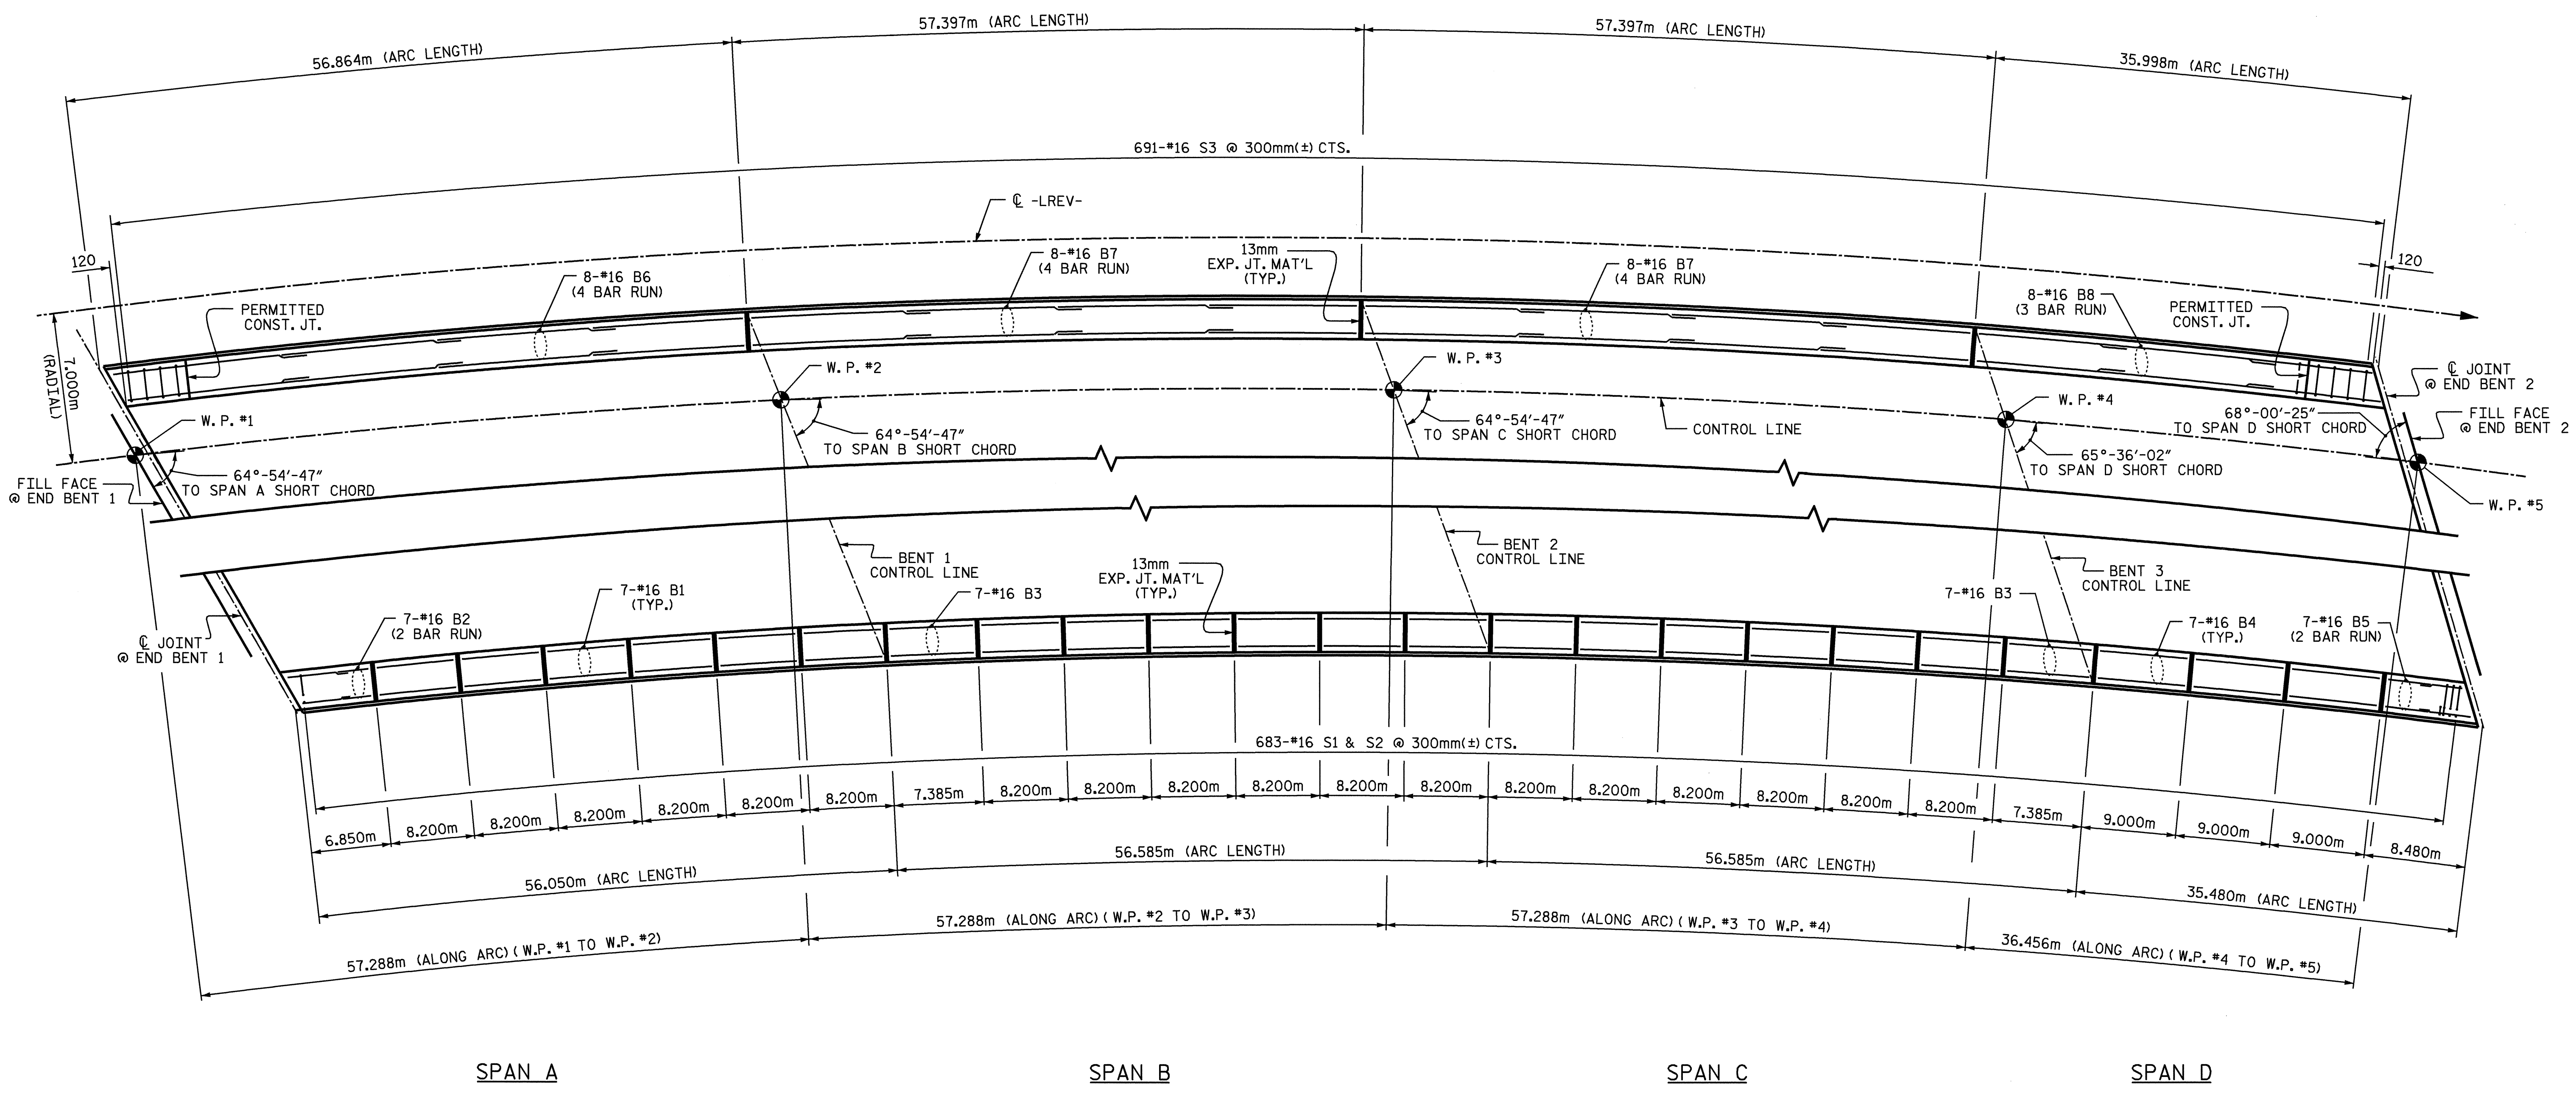 57.397m (ARC LENGTH)
57.397m (ARC LENGTH)
56.864m (ARC LENGTH)
35.998m (ARC LENGTH)
691-#16 S3 @ 300mm(±) CTS.
℄ -LREV-
120
8-#16 B6
(4 BAR RUN)
8-#16 B7
(4 BAR RUN)
13mm
EXP. JT. MAT'L
(TYP.)
8-#16 B7
(4 BAR RUN)
8-#16 B8
(3 BAR RUN)
120
PERMITTED
CONST. JT.
PERMITTED
CONST. JT.
7.000m
(RADIAL)
W.P. #1
W.P. #2
W.P. #3
W.P. #4
℄ JOINT
@ END BENT 2
FILL FACE
@ END BENT 2
68°-00'-25"
TO SPAN D SHORT CHORD
64°-54'-47"
TO SPAN A SHORT CHORD
64°-54'-47"
TO SPAN B SHORT CHORD
64°-54'-47"
TO SPAN C SHORT CHORD
CONTROL LINE
65°-36'-02"
TO SPAN D SHORT CHORD
FILL FACE
@ END BENT 1
W.P. #5
BENT 1
CONTROL LINE
BENT 2
CONTROL LINE
BENT 3
CONTROL LINE
13mm
EXP. JT. MAT'L
(TYP.)
℄ JOINT
@ END BENT 1
7-#16 B2
(2 BAR RUN)
7-#16 B1
(TYP.)
7-#16 B3
7-#16 B3
7-#16 B4
(TYP.)
7-#16 B5
(2 BAR RUN)
683-#16 S1 & S2 @ 300mm(±) CTS.
6.850m
8.200m
8.200m
8.200m
8.200m
8.200m
8.200m
7.385m
8.200m
8.200m
8.200m
8.200m
8.200m
8.200m
8.200m
8.200m
8.200m
8.200m
8.200m
8.200m
7.385m
9.000m
9.000m
9.000m
8.480m
56.050m (ARC LENGTH)
56.585m (ARC LENGTH)
56.585m (ARC LENGTH)
35.480m (ARC LENGTH)
57.288m (ALONG ARC) ( W.P. #1 TO W.P. #2)
57.288m (ALONG ARC) ( W.P. #2 TO W.P. #3)
57.288m (ALONG ARC) ( W.P. #3 TO W.P. #4)
36.456m (ALONG ARC) ( W.P. #4 TO W.P. #5)
SPAN A
SPAN B
SPAN C
SPAN D